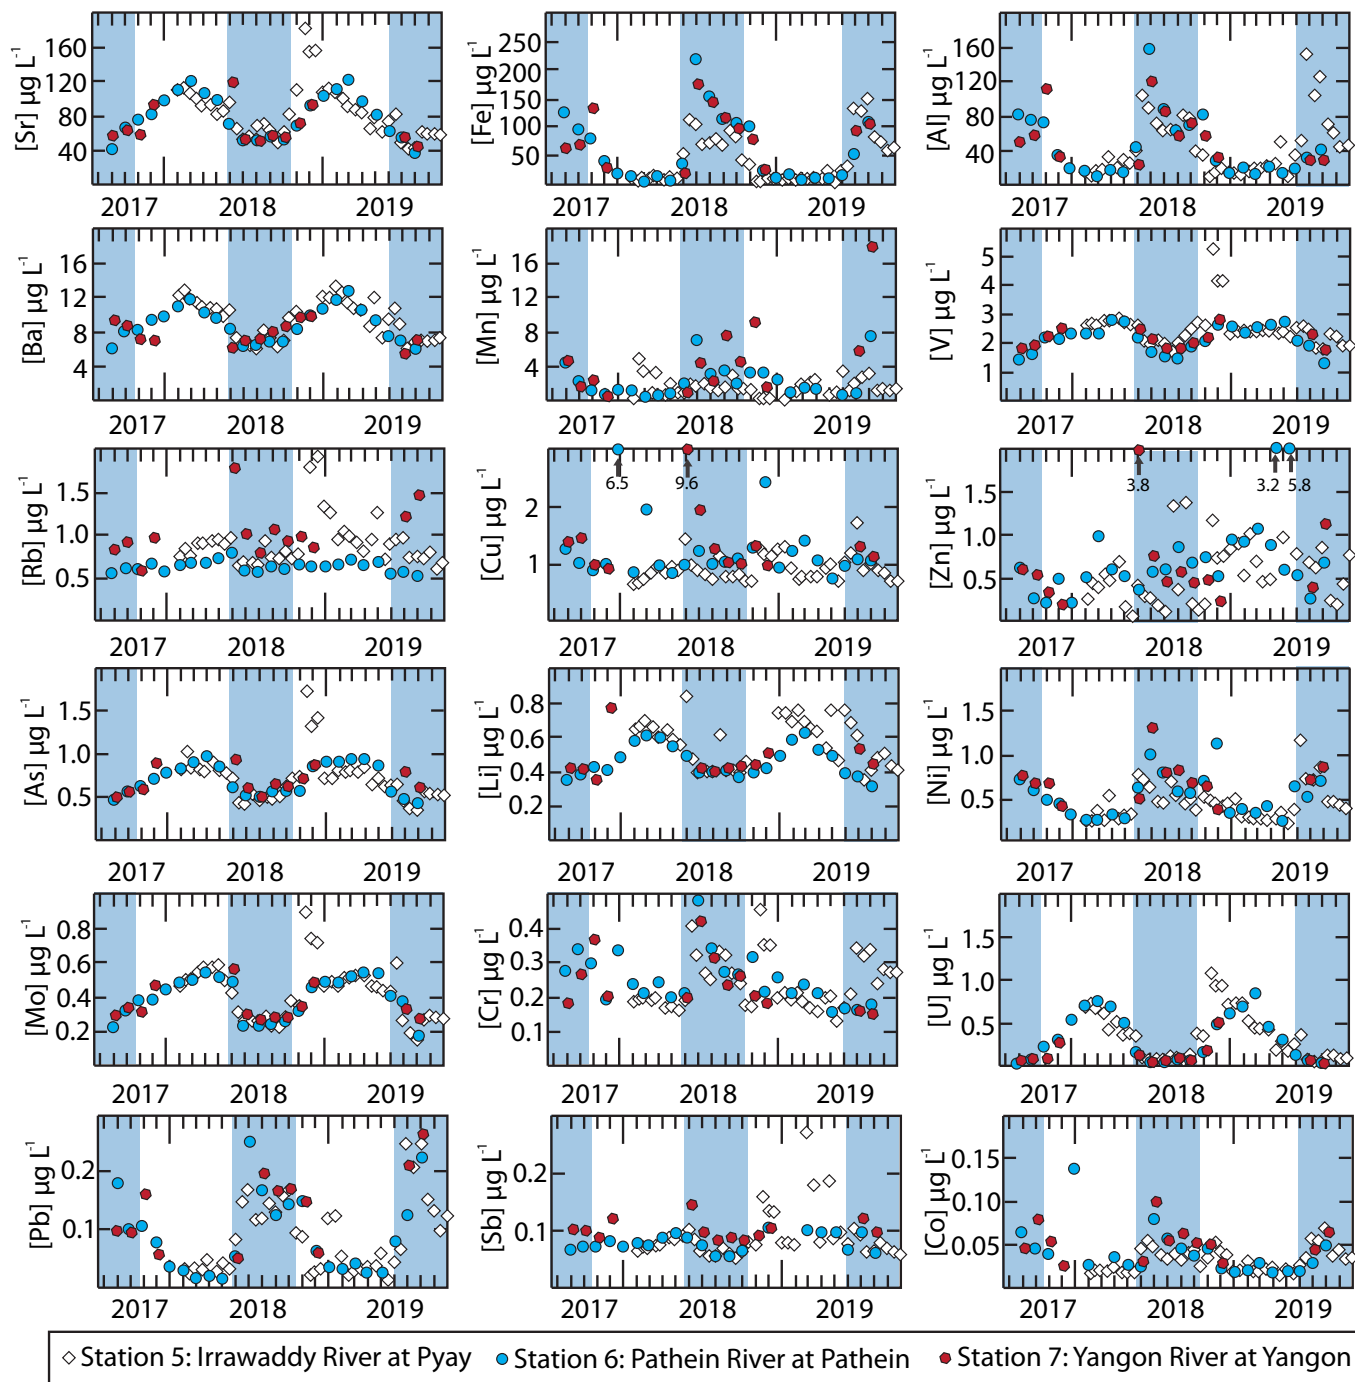 [Sr] µg L⁻¹
160
120
80
40
2017 2018 2019
[Fe] µg L⁻¹
250
200
150
100
50
2017 2018 2019
[Al] µg L⁻¹
160
120
80
40
2017 2018 2019
[Ba] µg L⁻¹
16
12
8
4
2017 2018 2019
[Mn] µg L⁻¹
16
12
8
4
2017 2018 2019
[V] µg L⁻¹
5
4
3
2
1
2017 2018 2019
[Rb] µg L⁻¹
1.5
1.0
0.5
2017 2018 2019
[Cu] µg L⁻¹
2
1
6.5 9.6
2017 2018 2019
[Zn] µg L⁻¹
1.5
1.0
0.5
3.8 3.2 5.8
2017 2018 2019
[As] µg L⁻¹
1.5
1.0
0.5
2017 2018 2019
[Li] µg L⁻¹
0.8
0.6
0.4
0.2
2017 2018 2019
[Ni] µg L⁻¹
1.5
1.0
0.5
2017 2018 2019
[Mo] µg L⁻¹
0.8
0.6
0.4
0.2
2017 2018 2019
[Cr] µg L⁻¹
0.4
0.3
0.2
0.1
2017 2018 2019
[U] µg L⁻¹
1.5
1.0
0.5
2017 2018 2019
[Pb] µg L⁻¹
0.2
0.1
2017 2018 2019
[Sb] µg L⁻¹
0.2
0.1
2017 2018 2019
[Co] µg L⁻¹
0.15
0.10
0.05
2017 2018 2019
Station 5: Irrawaddy River at Pyay Station 6: Pathein River at Pathein Station 7: Yangon River at Yangon